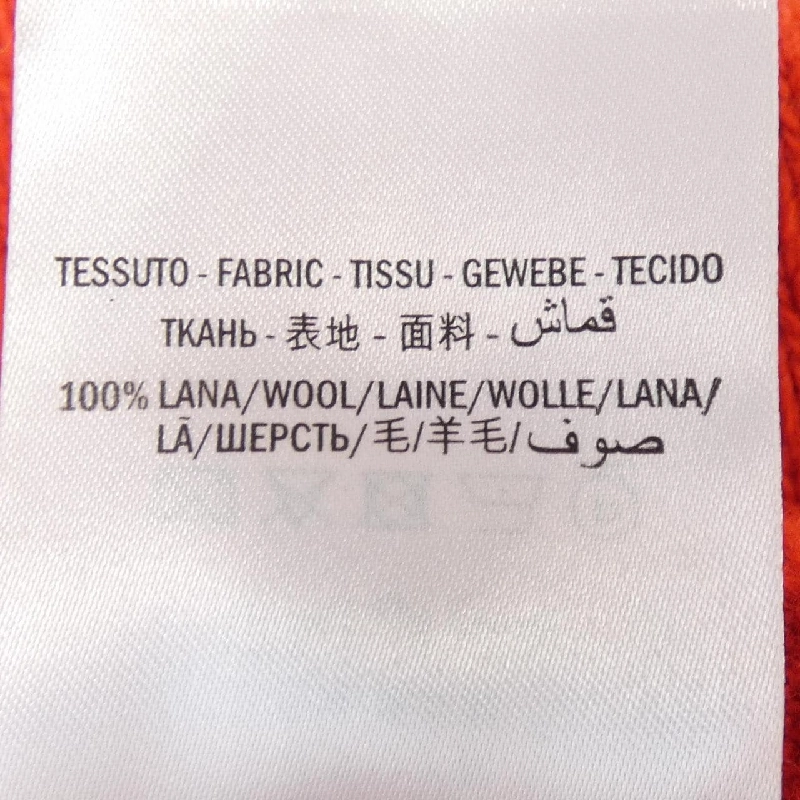 TESSUTO - FABRIC - TISSU - GEWEBE - TECIDO
ТКАНЬ - 表地 - 面料 - قماش
100% LANA/WOOL/LAINE/WOLLE/LANA/
LÃ/ШЕРСТЬ/毛/羊毛/صوف